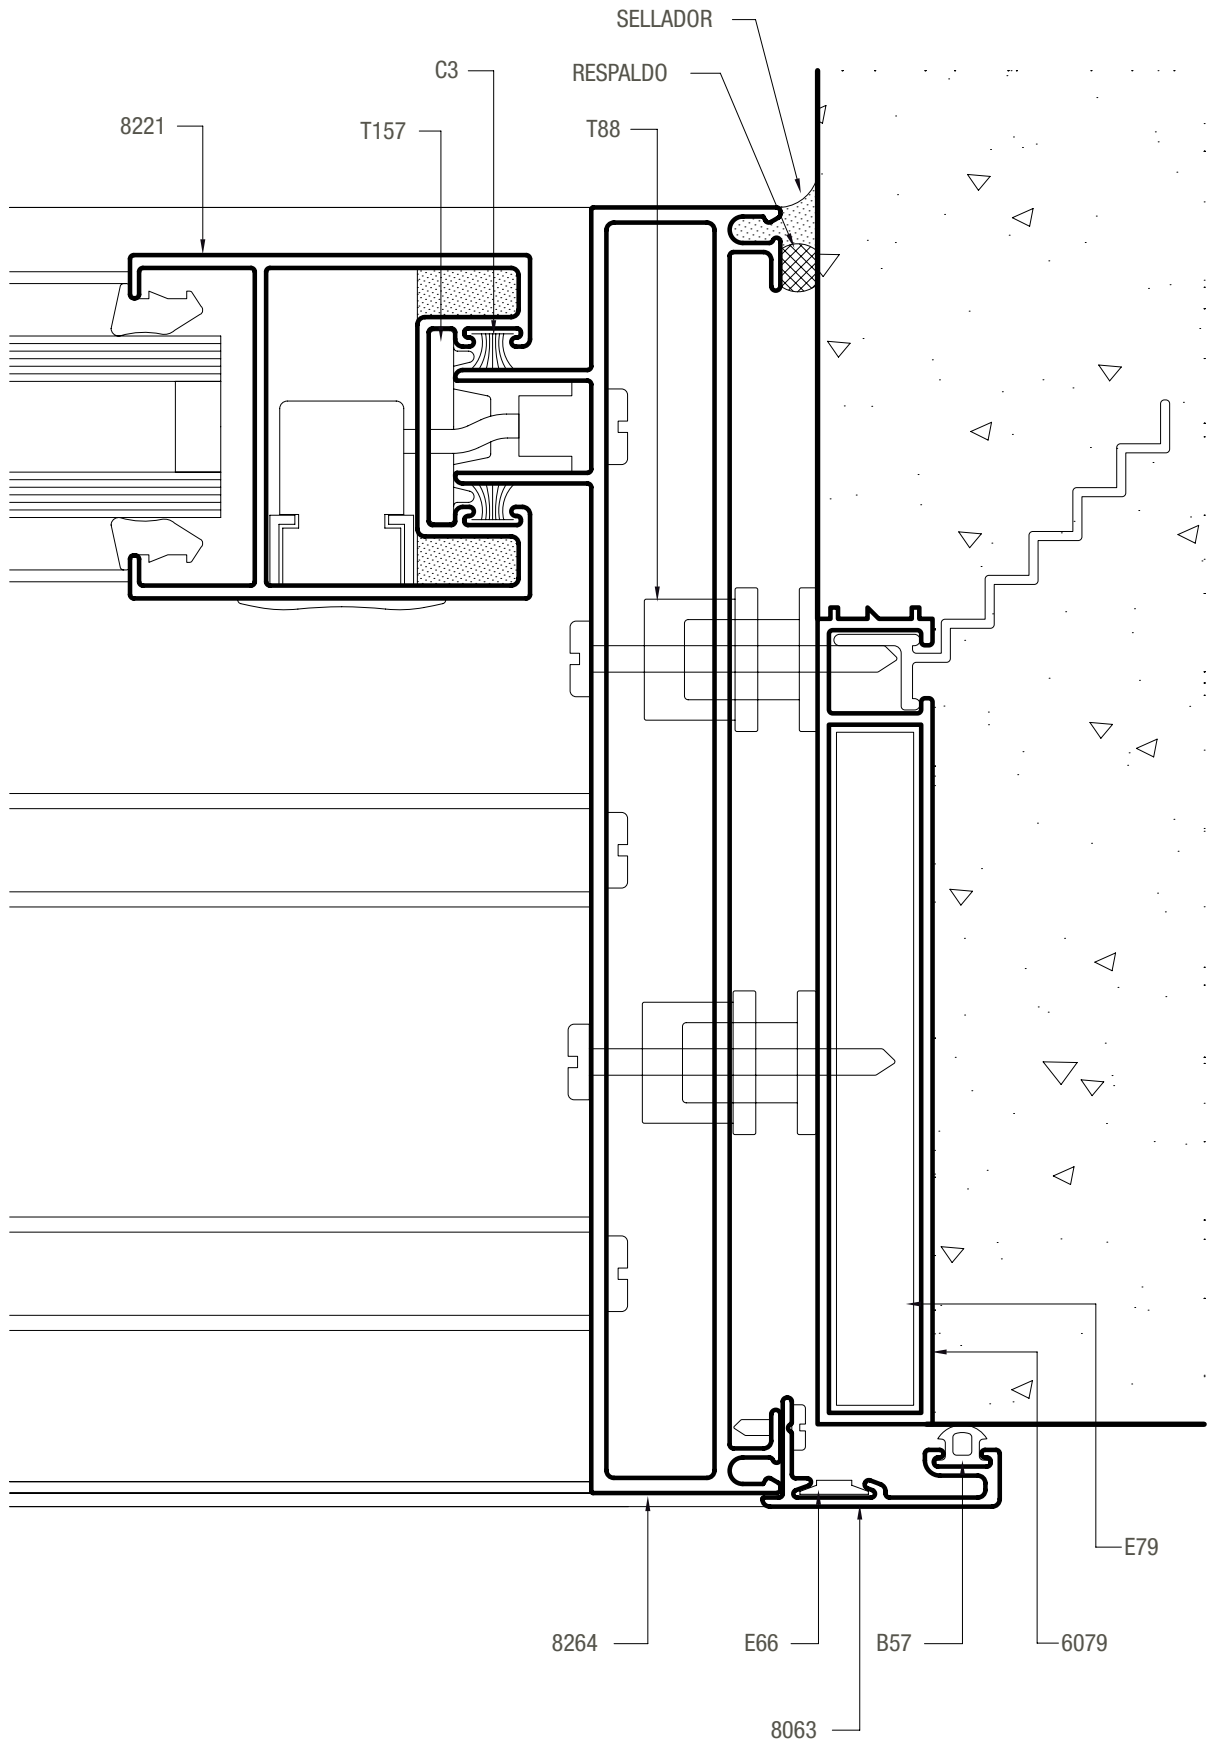 SELLADOR
C3
RESPALDO
8221
T157
T88
E79
8264
E66
B57
6079
8063